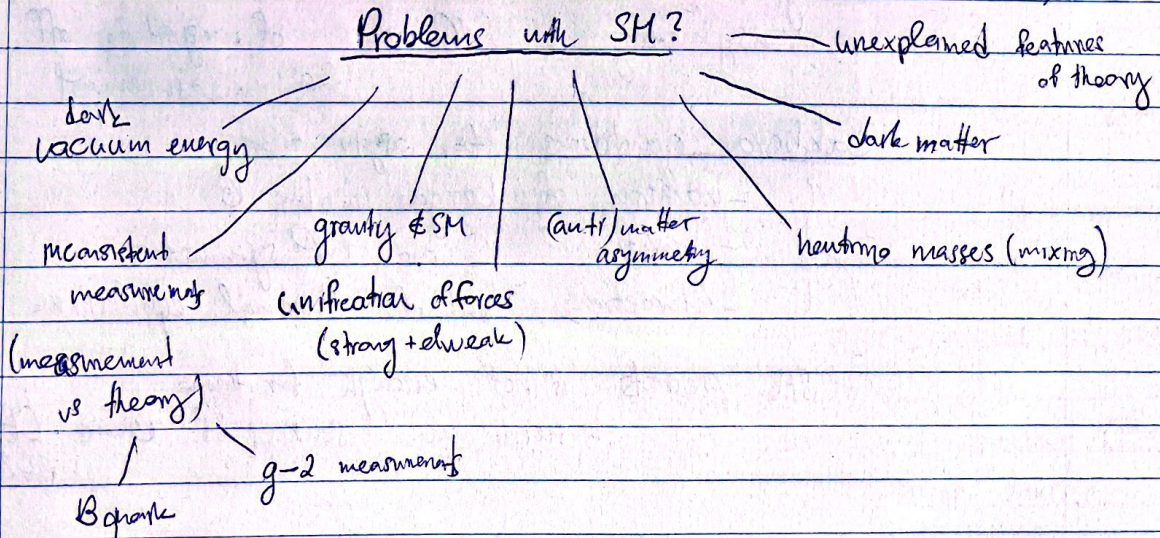 Problems with SM?
unexplained features
of theory
dark
vacuum energy
dark matter
inconsistent
measurements
gravity & SM
(anti)matter
asymmetry
neutrino masses (mixing)
unification of forces
(strong + elweak)
(measurement
vs theory)
g-2 measurements
B quark